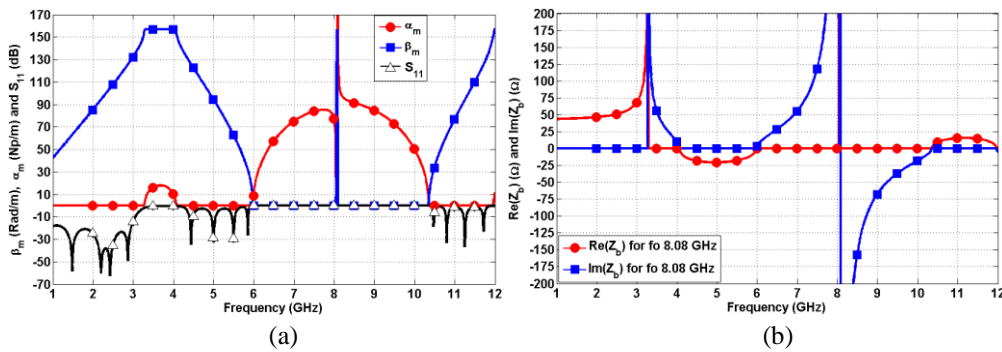 β_m (Rad/m), α_m (Np/m) and S_11 (dB)
170
150
130
110
90
70
50
30
10
-10
-30
-50
-70
α_m
β_m
S_11
1 2 3 4 5 6 7 8 9 10 11 12
Frequency (GHz)
(a)
Re(Z_b) (Ω) and Im(Z_b) (Ω)
200
175
150
125
100
75
50
25
0
-25
-50
-75
-100
-125
-150
-175
-200
Re(Z_b) for fo 8.08 GHz
Im(Z_b) for fo 8.08 GHz
1 2 3 4 5 6 7 8 9 10 11 12
Frequency (GHz)
(b)